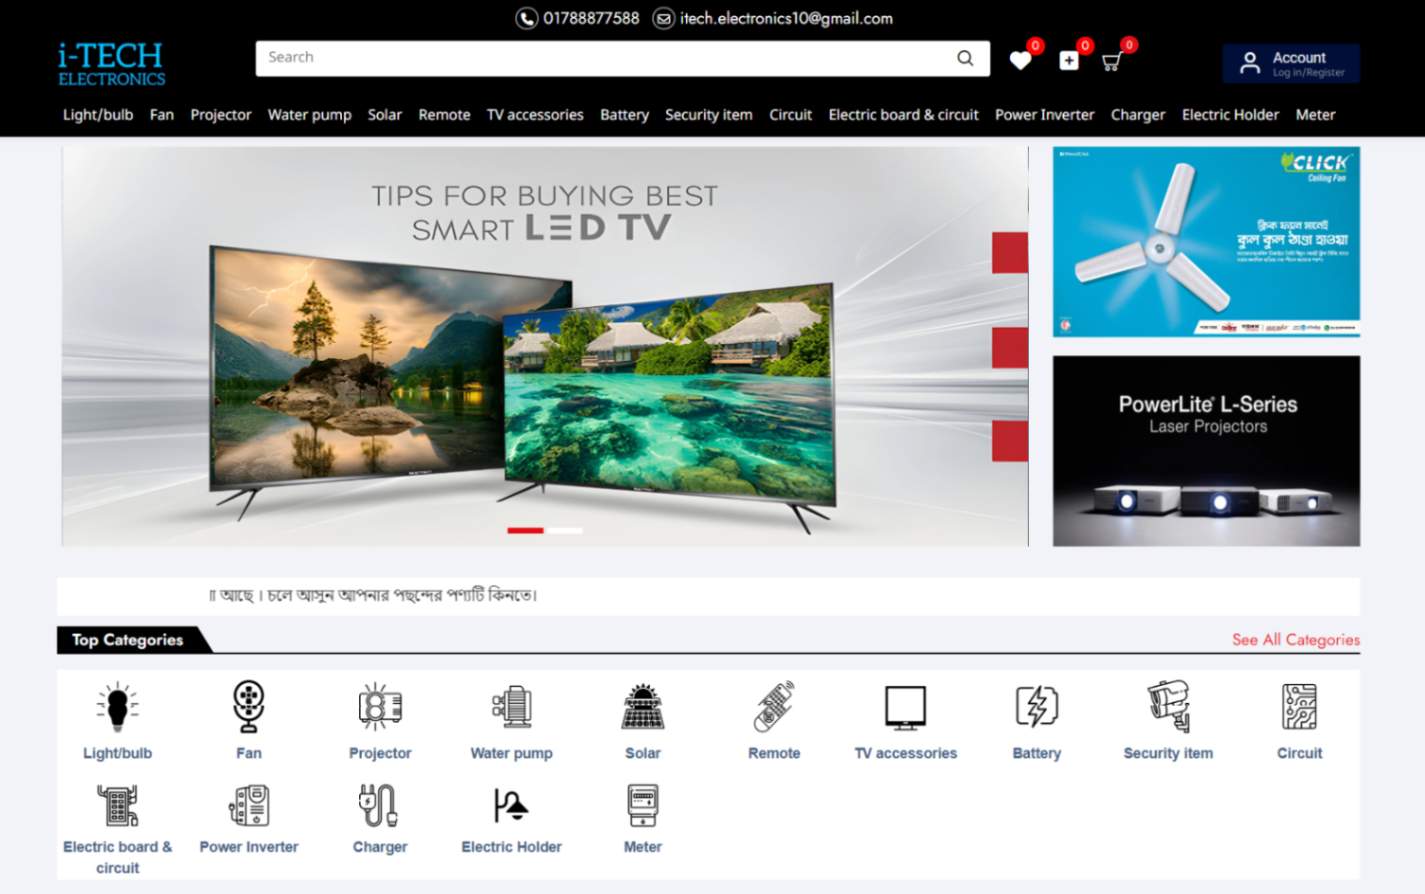 01788877588 itech.electronics10@gmail.com
i-TECH
ELECTRONICS
Search
0
0
0
Account
Log in/Register
Light/bulb Fan Projector Water pump Solar Remote TV accessories Battery Security item Circuit Electric board & circuit Power Inverter Charger Electric Holder Meter
TIPS FOR BUYING BEST
SMART LED TV
CLICK
Ceiling Fan
ক্লিক ফ্যান মানেই
কুল কুল ঠাণ্ডা হাওয়া
PowerLite® L-Series
Laser Projectors
আছে । চলে আসুন আপনার পছন্দের পণ্যটি কিনতে।
Top Categories
See All Categories
Light/bulb Fan Projector Water pump Solar Remote TV accessories Battery Security item Circuit
Electric board & Power Inverter Charger Electric Holder Meter
circuit